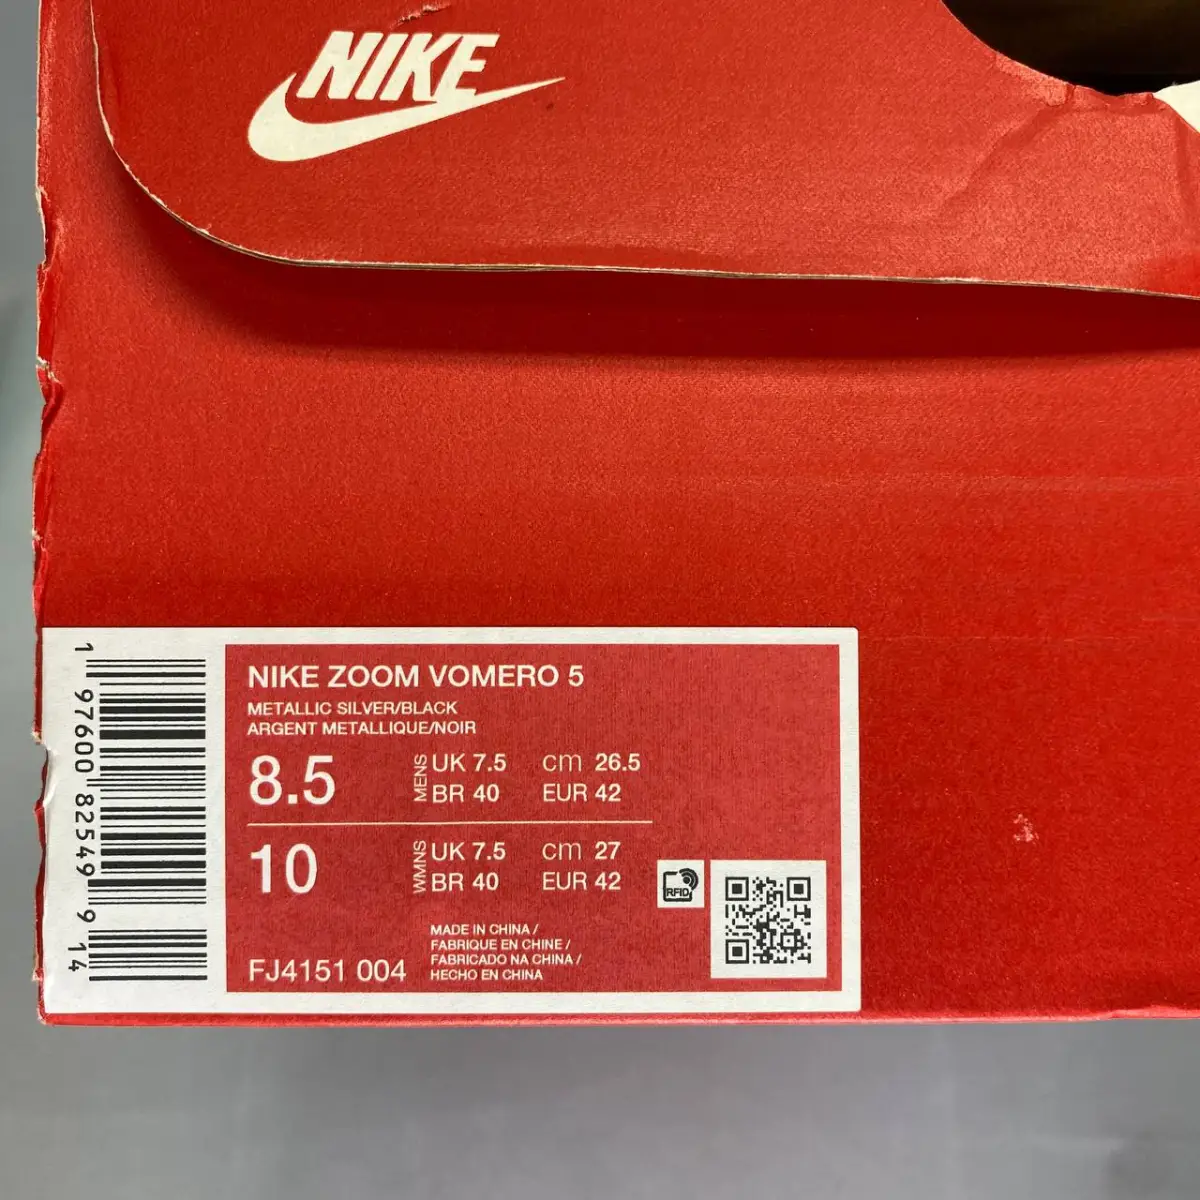 NIKE
NIKE ZOOM VOMERO 5
METALLIC SILVER/BLACK
ARGENT METALLIQUE/NOIR
8.5 MENS UK 7.5 cm 26.5
BR 40 EUR 42
10 WMNS UK 7.5 cm 27
BR 40 EUR 42
RFID
MADE IN CHINA /
FABRIQUE EN CHINE /
FABRICADO NA CHINA /
HECHO EN CHINA
FJ4151 004
1 97600 82549 9 14